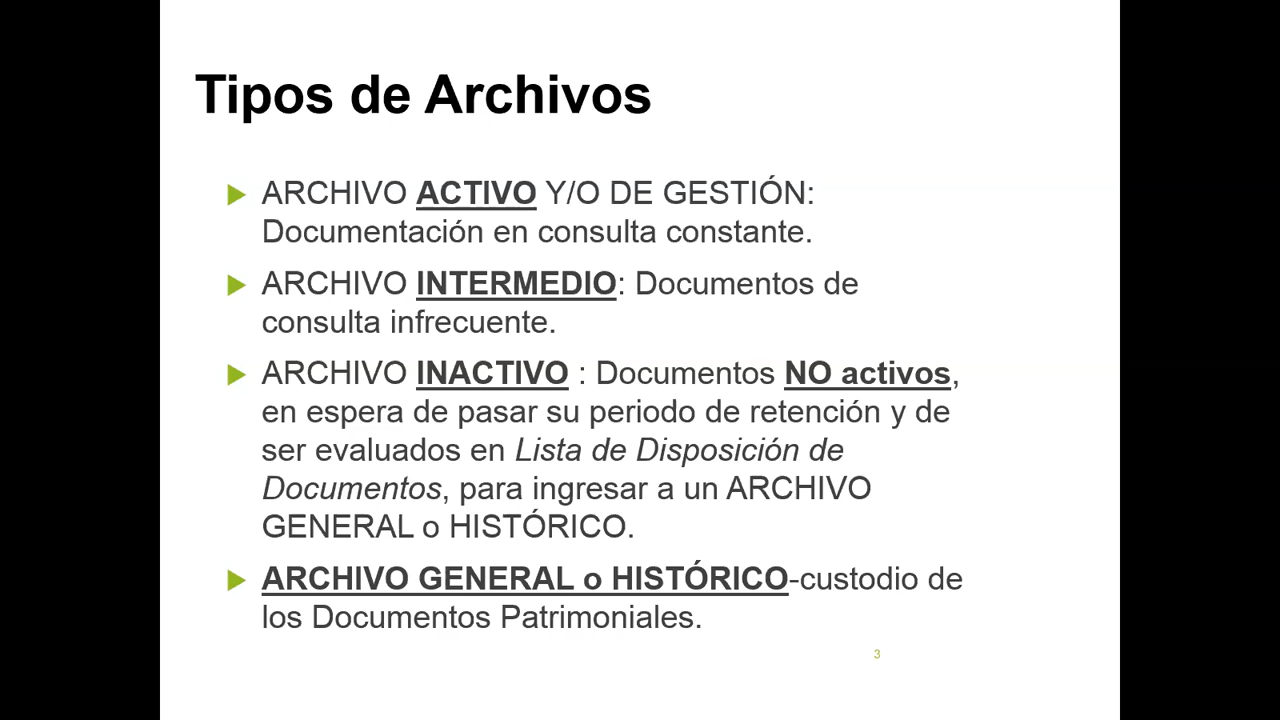 Tipos de Archivos
ARCHIVO ACTIVO Y/O DE GESTIÓN:
Documentación en consulta constante.
ARCHIVO INTERMEDIO: Documentos de
consulta infrecuente.
ARCHIVO INACTIVO : Documentos NO activos,
en espera de pasar su periodo de retención y de
ser evaluados en Lista de Disposición de
Documentos, para ingresar a un ARCHIVO
GENERAL o HISTÓRICO.
ARCHIVO GENERAL o HISTÓRICO-custodio de
los Documentos Patrimoniales.
3